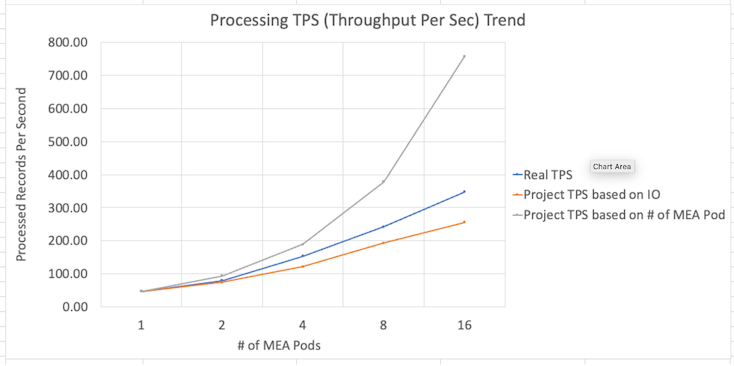 Processing TPS (Throughput Per Sec) Trend
Processed Records Per Second
800.00
700.00
600.00
500.00
400.00
300.00
200.00
100.00
0.00
1 2 4 8 16
# of MEA Pods
Chart Area
Real TPS
Project TPS based on IO
Project TPS based on # of MEA Pod